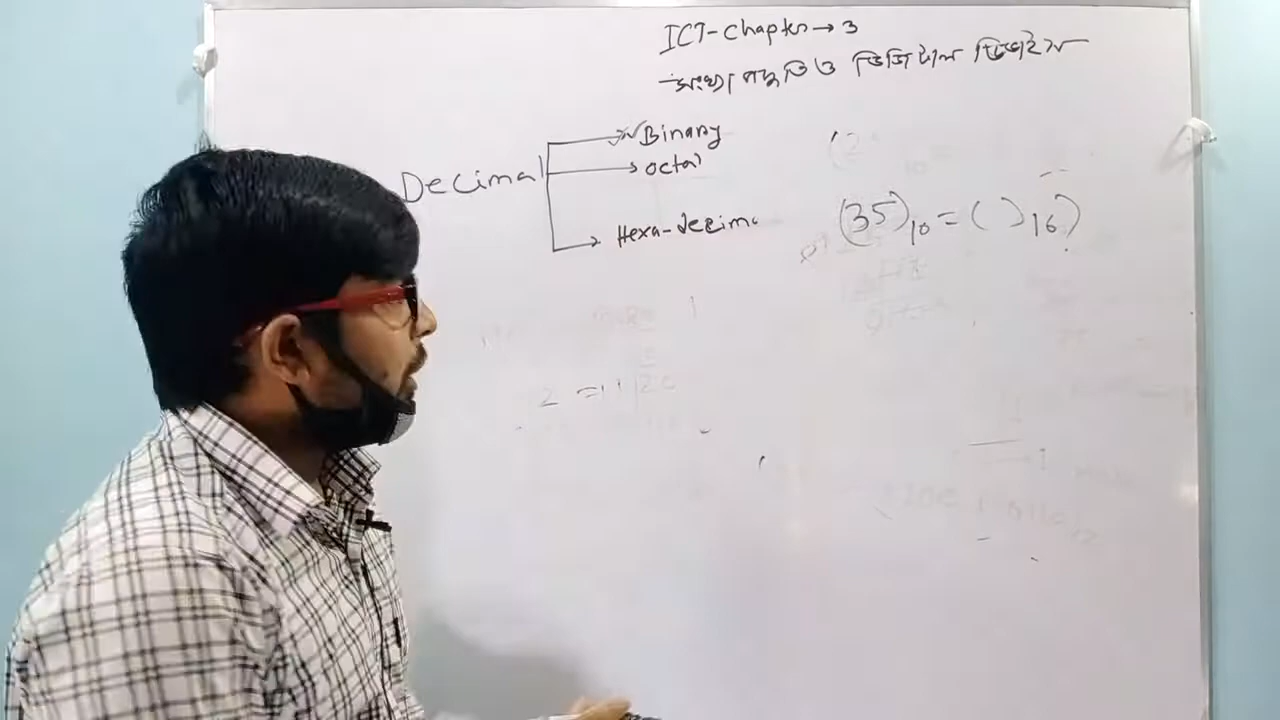 ICT-Chapter→3
সংখ্যা পদ্ধতি ও ডিজিটাল ডিভাইস
Decimal
Binary
octal
Hexa-decima
(35)10 = ( )16?